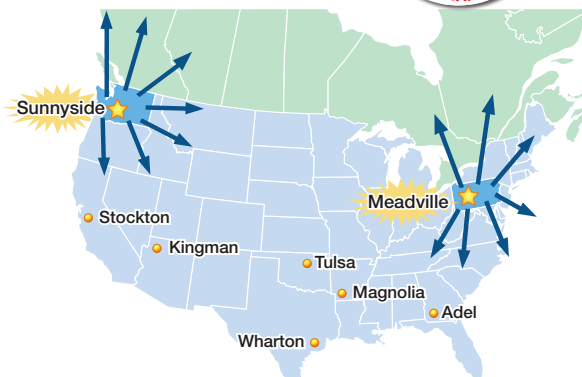 Sunnyside
Meadville
Stockton
Kingman
Tulsa
Magnolia
Adel
Wharton